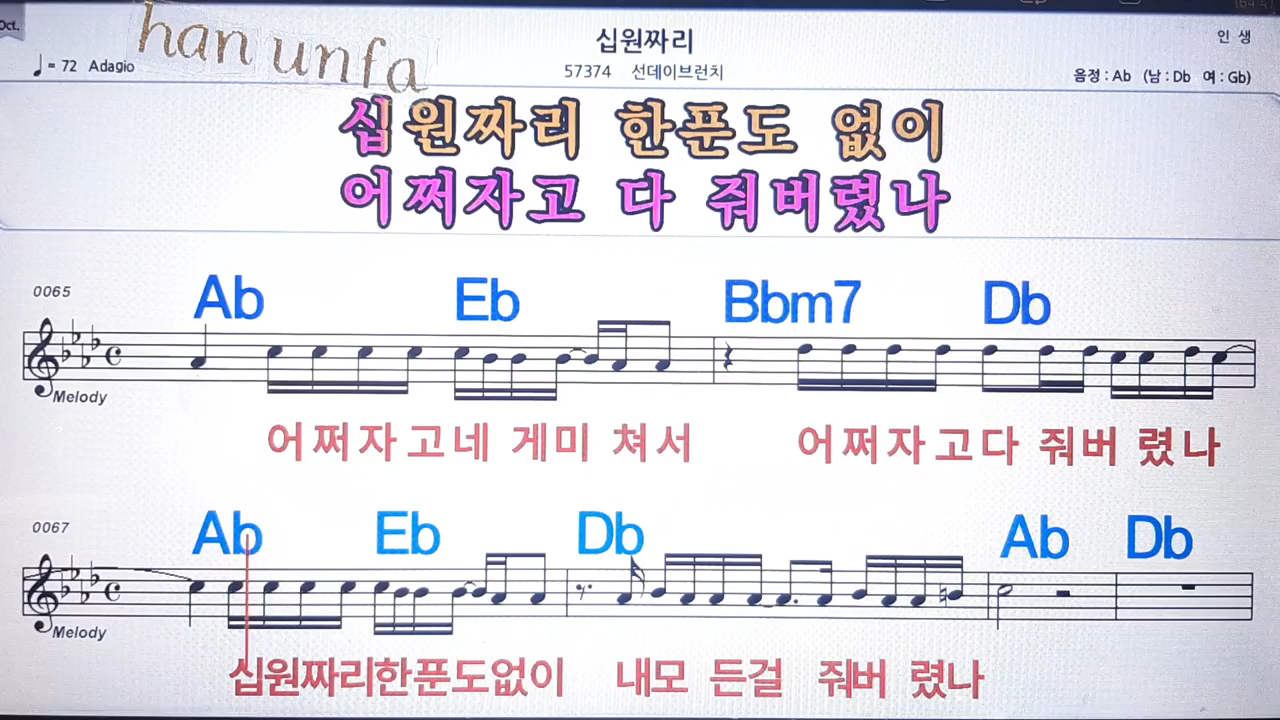 Oct.
han unfa
십원짜리
인 생
♩= 72 Adagio
57374 선데이브런치
음정 : Ab (남 : Db 여 : Gb)
십원짜리 한푼도 없이
어쩌자고 다 줘버렸나
0065
Ab Eb Bbm7 Db
Melody
어쩌자고네 게미 쳐서 어쩌자고다 줘버 렸나
0067
Ab Eb Db Ab Db
Melody
십원짜리한푼도없이 내모 든걸 줘버 렸나